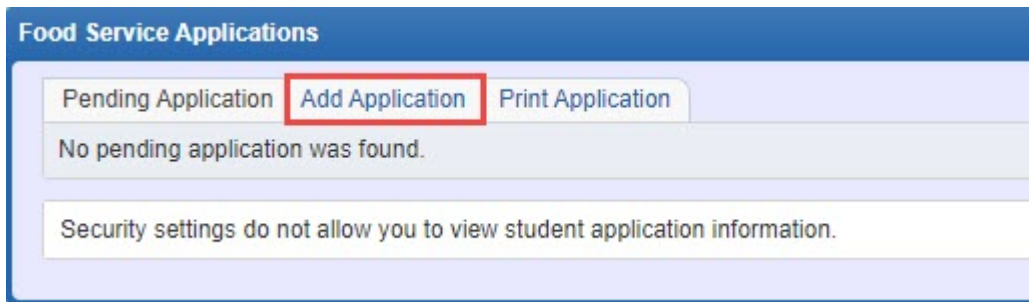 Food Service Applications
Pending Application Add Application Print Application
No pending application was found.
Security settings do not allow you to view student application information.